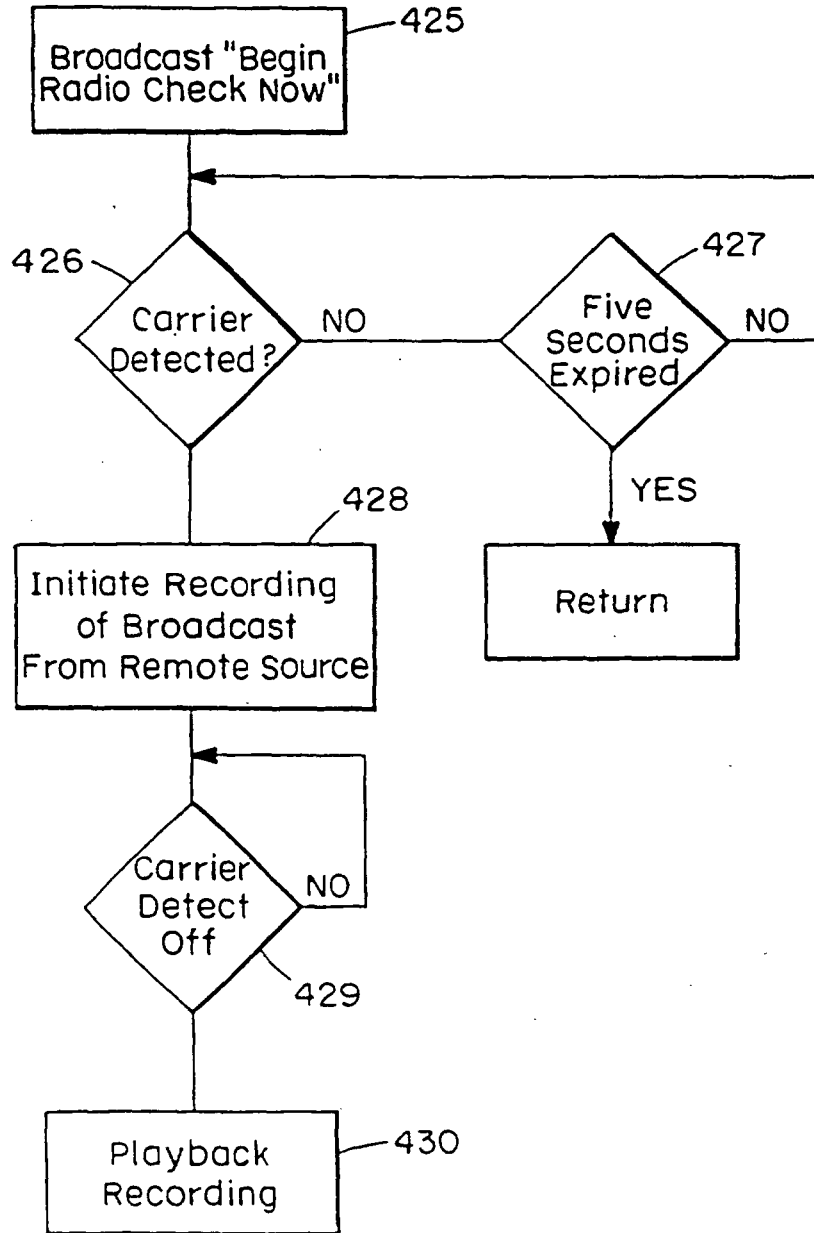 425
Broadcast "Begin
Radio Check Now"
426
Carrier
Detected?
NO
427
Five
Seconds
Expired
NO
YES
Return
428
Initiate Recording
of Broadcast
From Remote Source
Carrier
Detect
Off
NO
429
Playback
Recording
430